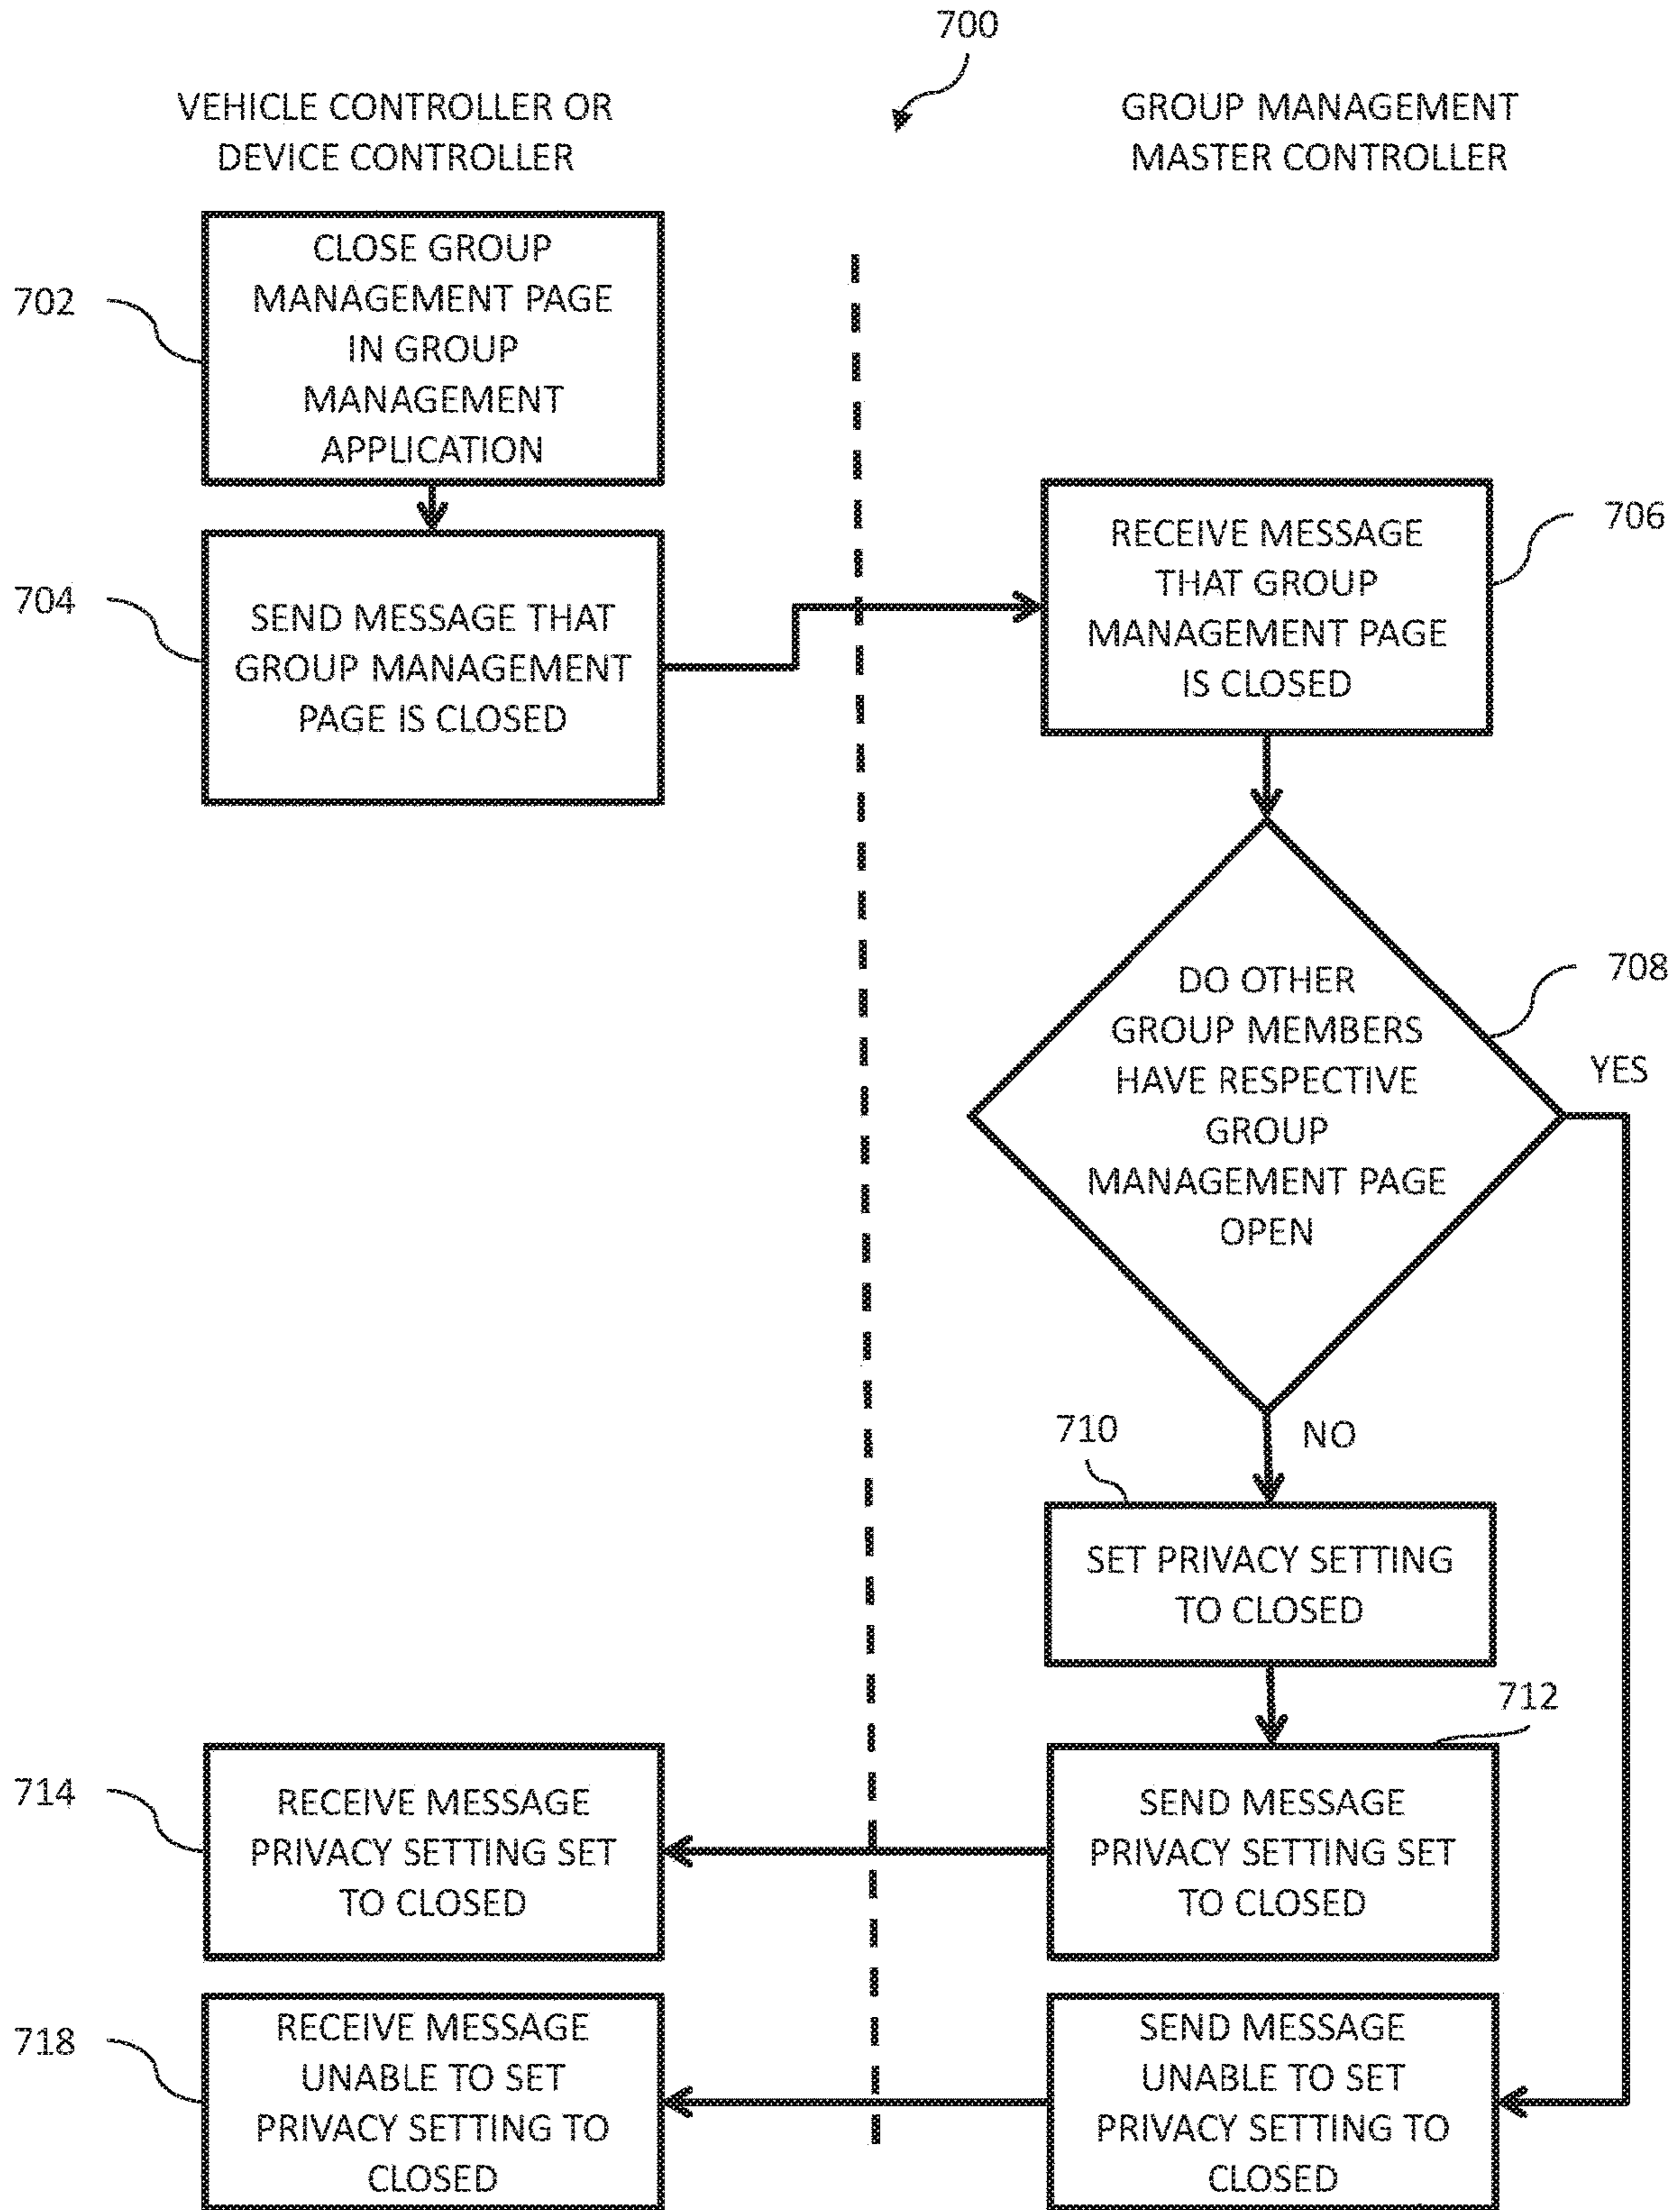 700
VEHICLE CONTROLLER OR
DEVICE CONTROLLER
GROUP MANAGEMENT
MASTER CONTROLLER
702
CLOSE GROUP
MANAGEMENT PAGE
IN GROUP
MANAGEMENT
APPLICATION
704
SEND MESSAGE THAT
GROUP MANAGEMENT
PAGE IS CLOSED
706
RECEIVE MESSAGE
THAT GROUP
MANAGEMENT PAGE
IS CLOSED
708
DO OTHER
GROUP MEMBERS
HAVE RESPECTIVE
GROUP
MANAGEMENT PAGE
OPEN
YES
NO
710
SET PRIVACY SETTING
TO CLOSED
712
SEND MESSAGE
PRIVACY SETTING SET
TO CLOSED
714
RECEIVE MESSAGE
PRIVACY SETTING SET
TO CLOSED
SEND MESSAGE
UNABLE TO SET
PRIVACY SETTING TO
CLOSED
718
RECEIVE MESSAGE
UNABLE TO SET
PRIVACY SETTING TO
CLOSED